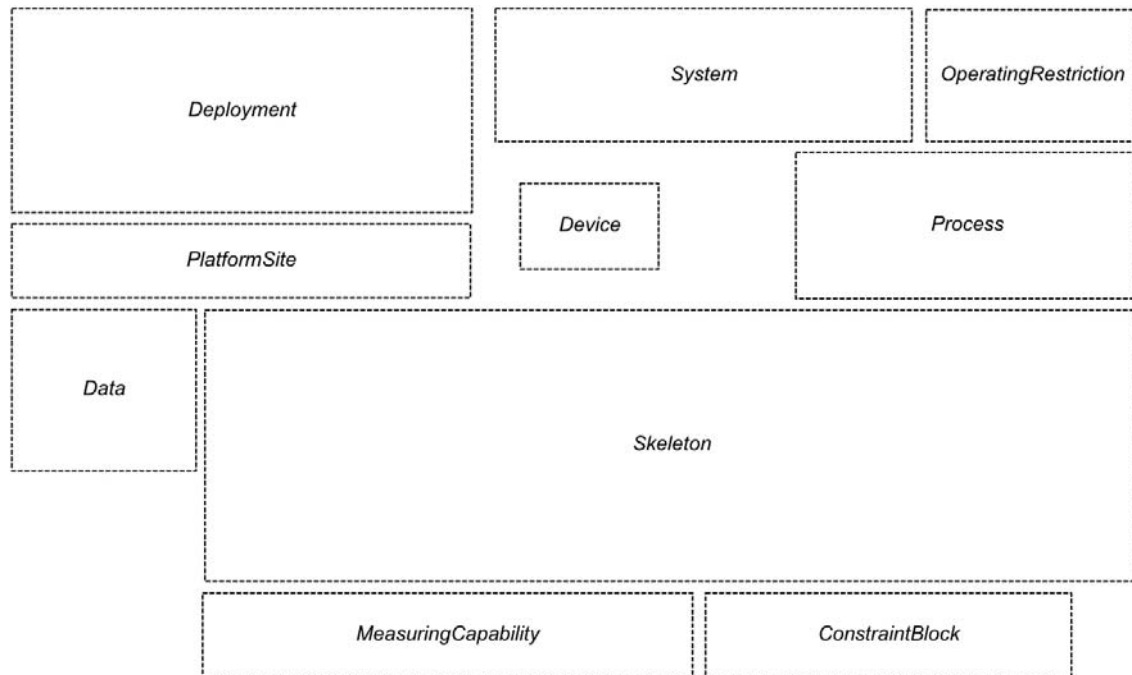 System
OperatingRestriction
Deployment
Device
Process
PlatformSite
Data
Skeleton
MeasuringCapability
ConstraintBlock